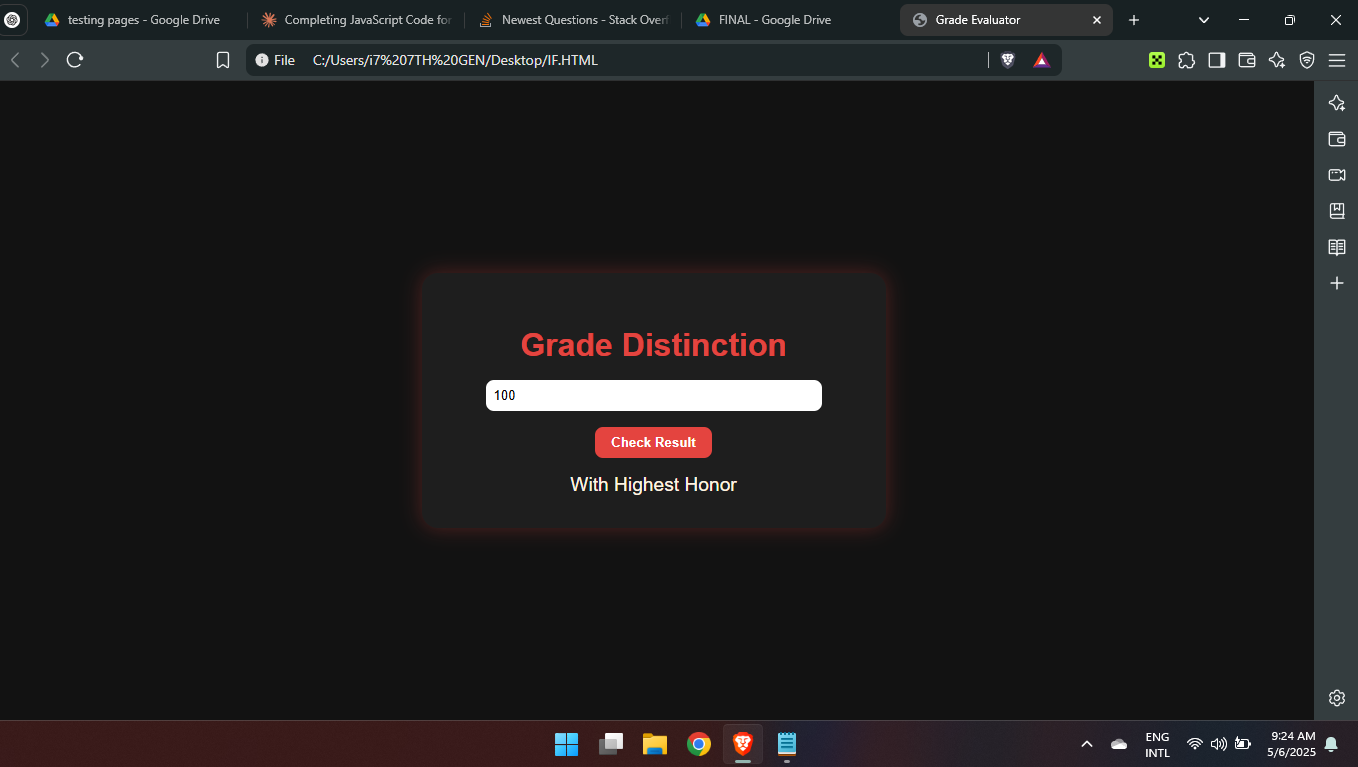 testing pages - Google Drive
Completing JavaScript Code for
Newest Questions - Stack Overf
FINAL - Google Drive
Grade Evaluator
File C:/Users/i7%207TH%20GEN/Desktop/IF.HTML
Grade Distinction
100
Check Result
With Highest Honor
ENG
INTL
9:24 AM
5/6/2025